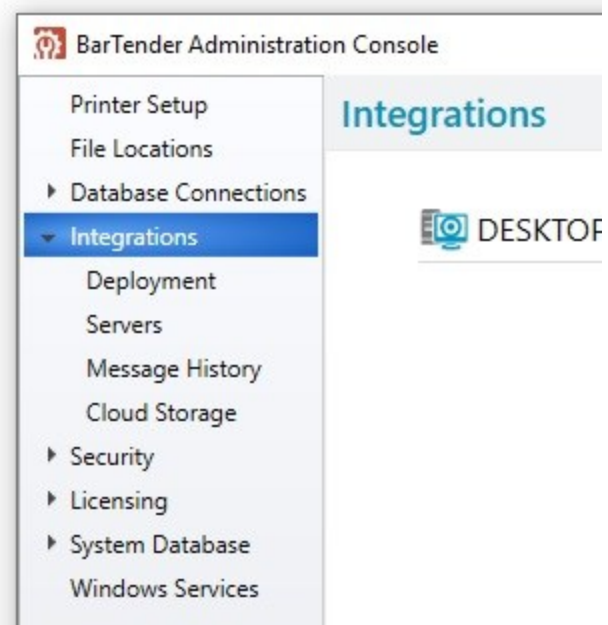 BarTender Administration Console
Printer Setup
File Locations
Database Connections
Integrations
Deployment
Servers
Message History
Cloud Storage
Security
Licensing
System Database
Windows Services
Integrations
DESKTOP